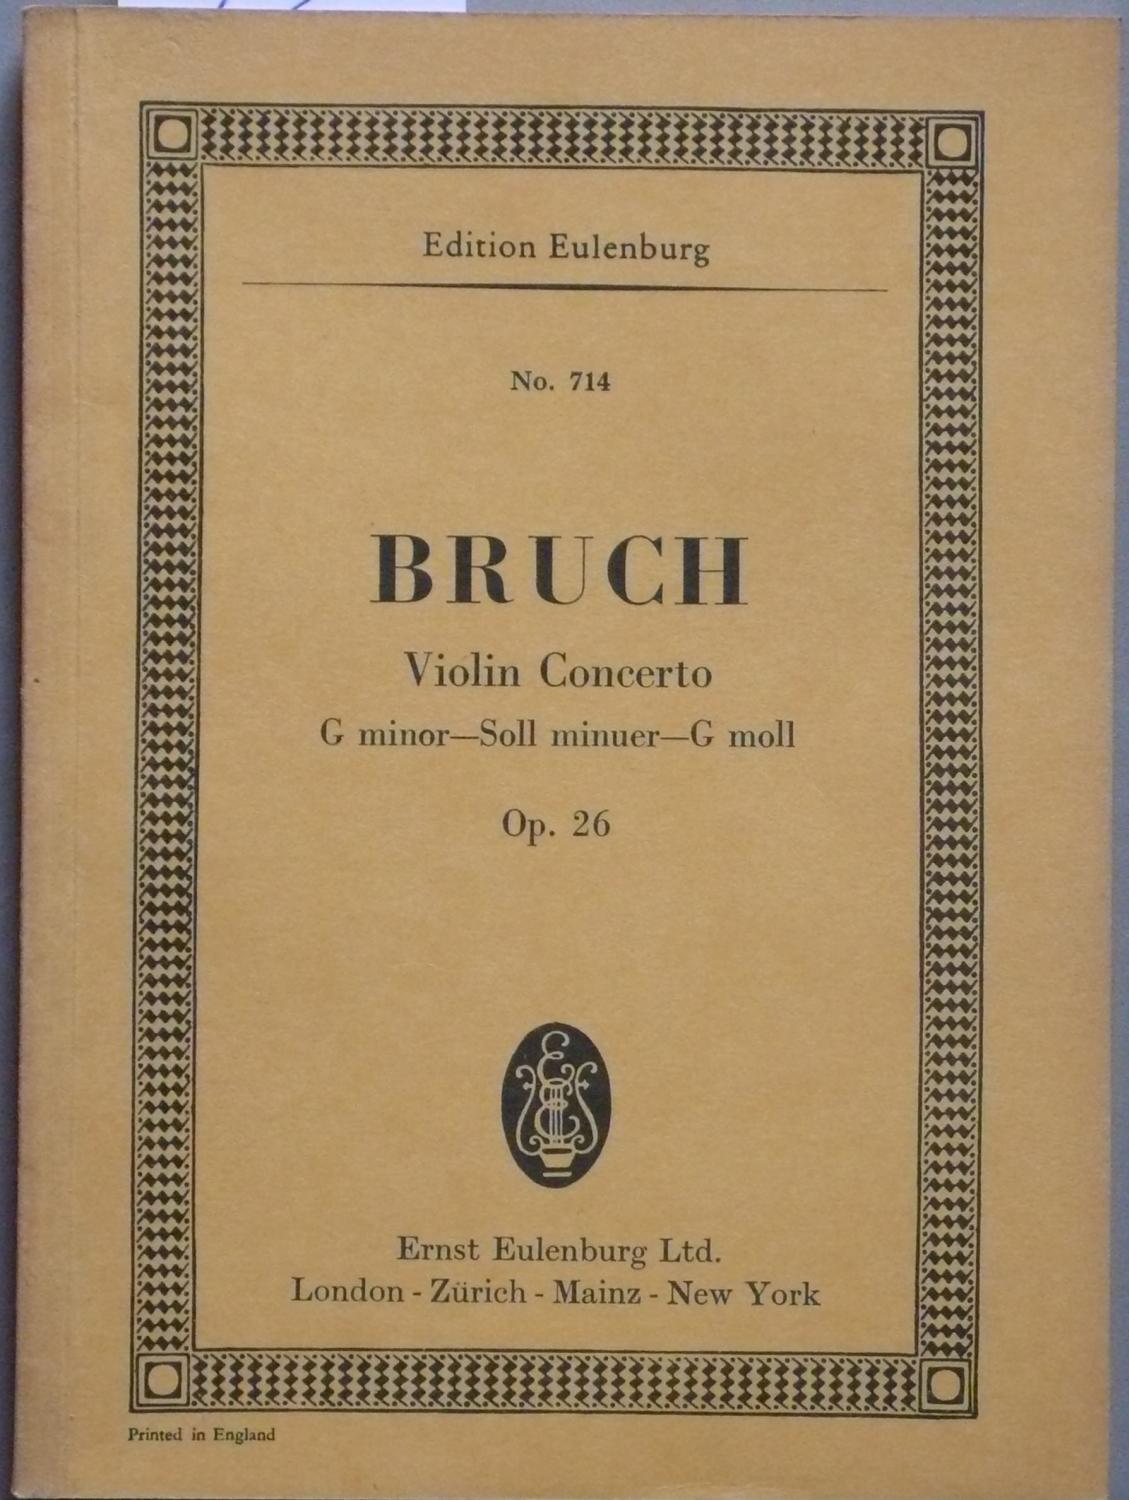 Edition Eulenburg
No. 714
BRUCH
Violin Concerto
G minor—Soll minuer—G moll
Op. 26
Ernst Eulenburg Ltd.
London - Zürich - Mainz - New York
Printed in England